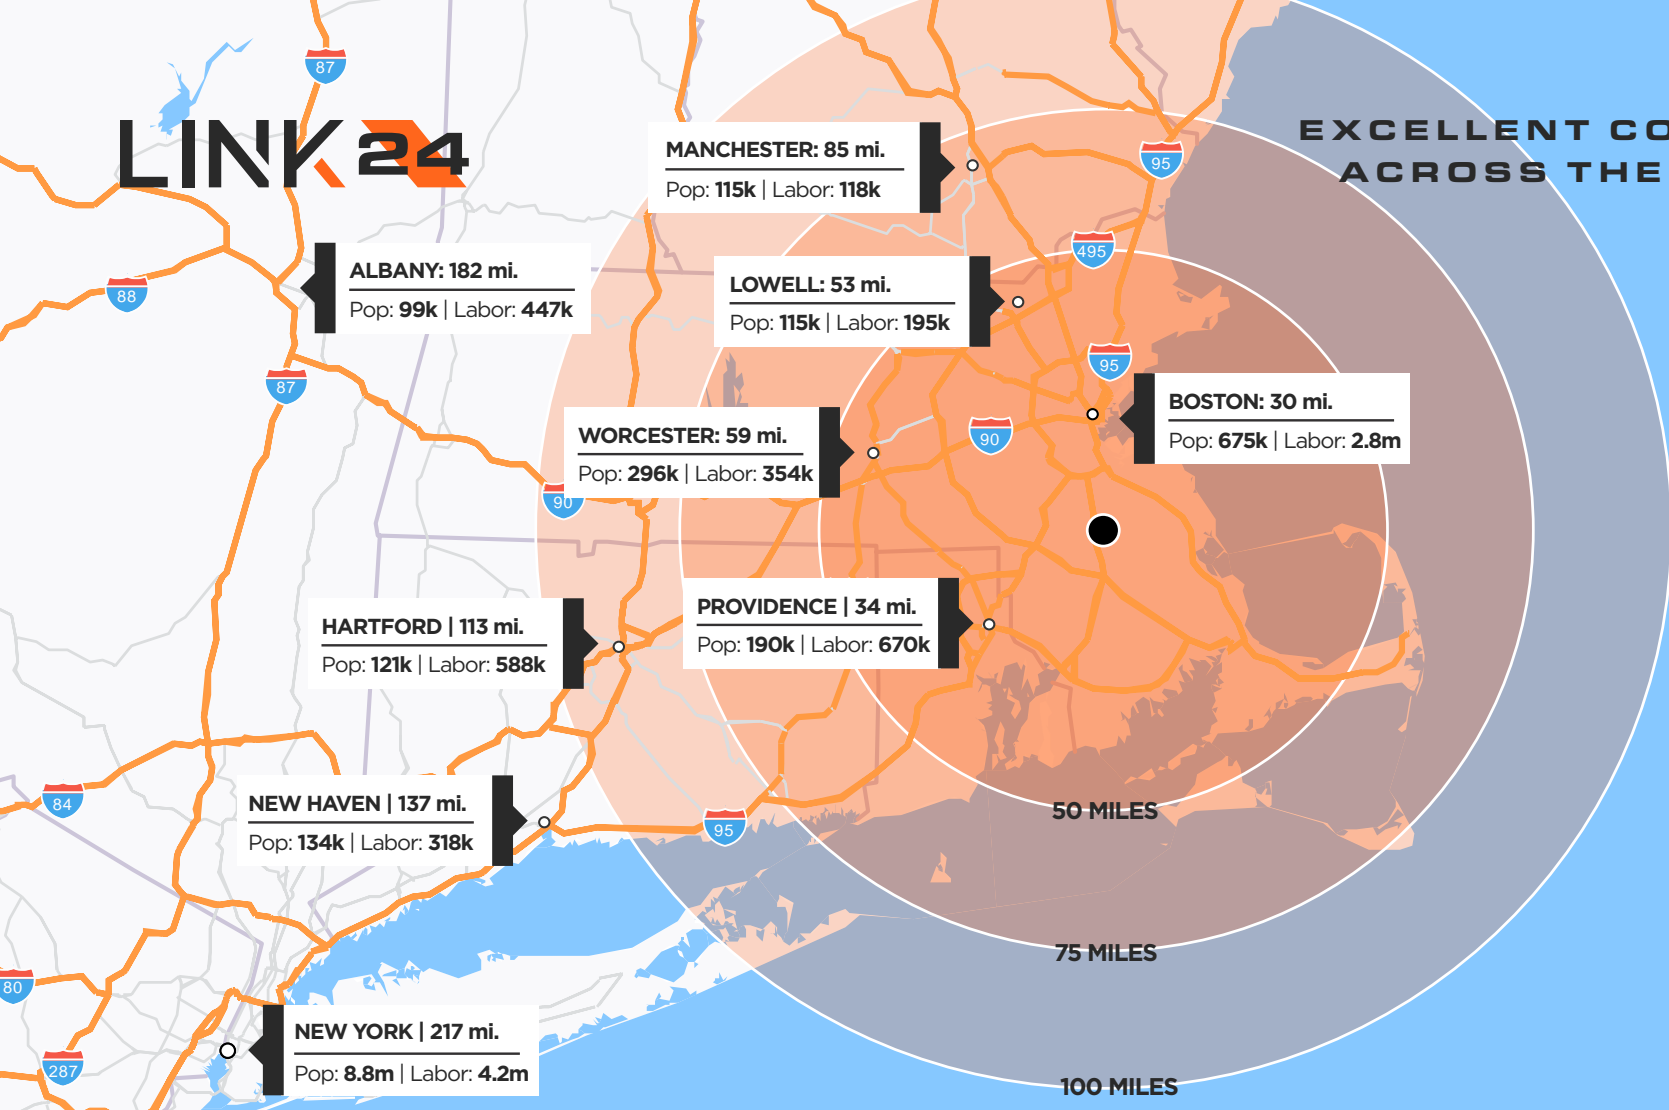 87
LINK 24
EXCELLENT CO
ACROSS THE
MANCHESTER: 85 mi.
Pop: 115k | Labor: 118k
95
495
ALBANY: 182 mi.
Pop: 99k | Labor: 447k
88
LOWELL: 53 mi.
Pop: 115k | Labor: 195k
87
95
BOSTON: 30 mi.
Pop: 675k | Labor: 2.8m
WORCESTER: 59 mi.
Pop: 296k | Labor: 354k
90
90
PROVIDENCE | 34 mi.
Pop: 190k | Labor: 670k
HARTFORD | 113 mi.
Pop: 121k | Labor: 588k
NEW HAVEN | 137 mi.
Pop: 134k | Labor: 318k
84
95
50 MILES
75 MILES
80
NEW YORK | 217 mi.
Pop: 8.8m | Labor: 4.2m
287
100 MILES